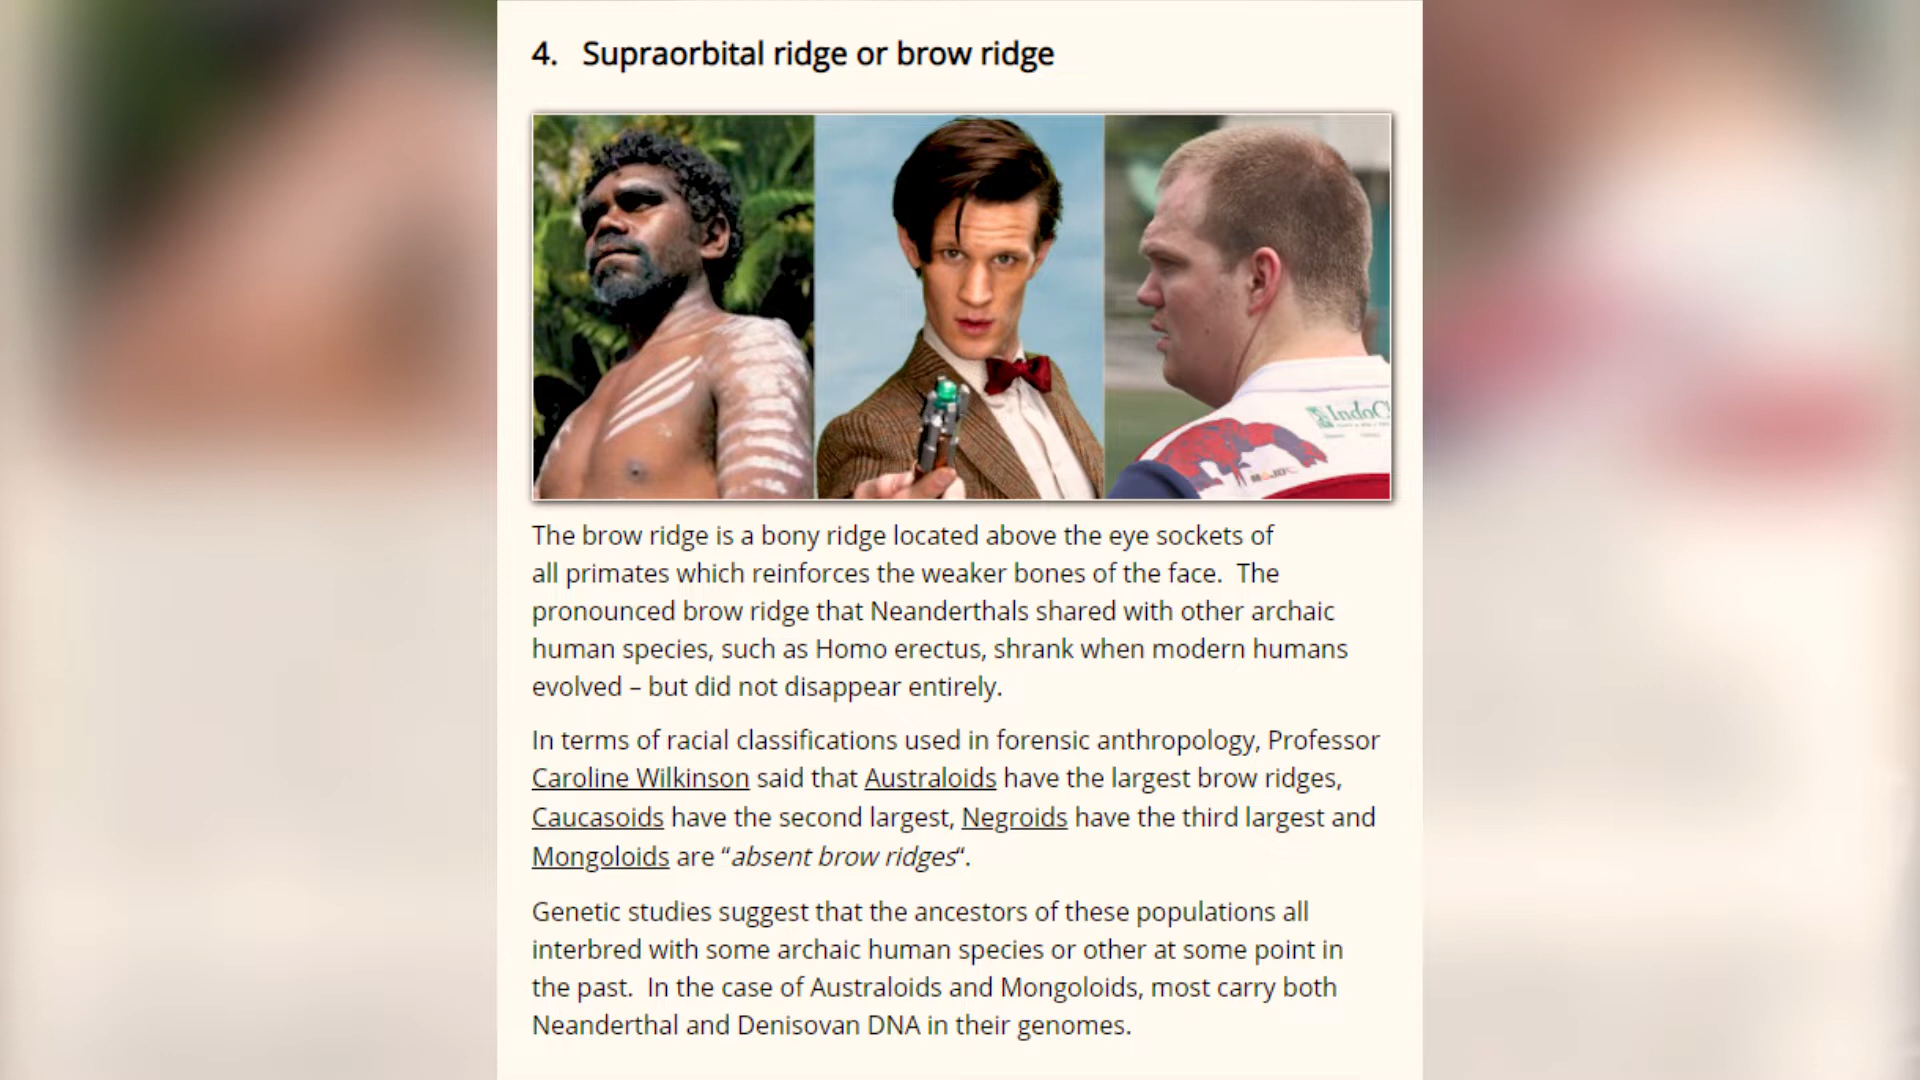 4. Supraorbital ridge or brow ridge
IndoC
The brow ridge is a bony ridge located above the eye sockets of
all primates which reinforces the weaker bones of the face. The
pronounced brow ridge that Neanderthals shared with other archaic
human species, such as Homo erectus, shrank when modern humans
evolved – but did not disappear entirely.
In terms of racial classifications used in forensic anthropology, Professor
Caroline Wilkinson said that Australoids have the largest brow ridges,
Caucasoids have the second largest, Negroids have the third largest and
Mongoloids are “absent brow ridges“.
Genetic studies suggest that the ancestors of these populations all
interbred with some archaic human species or other at some point in
the past. In the case of Australoids and Mongoloids, most carry both
Neanderthal and Denisovan DNA in their genomes.